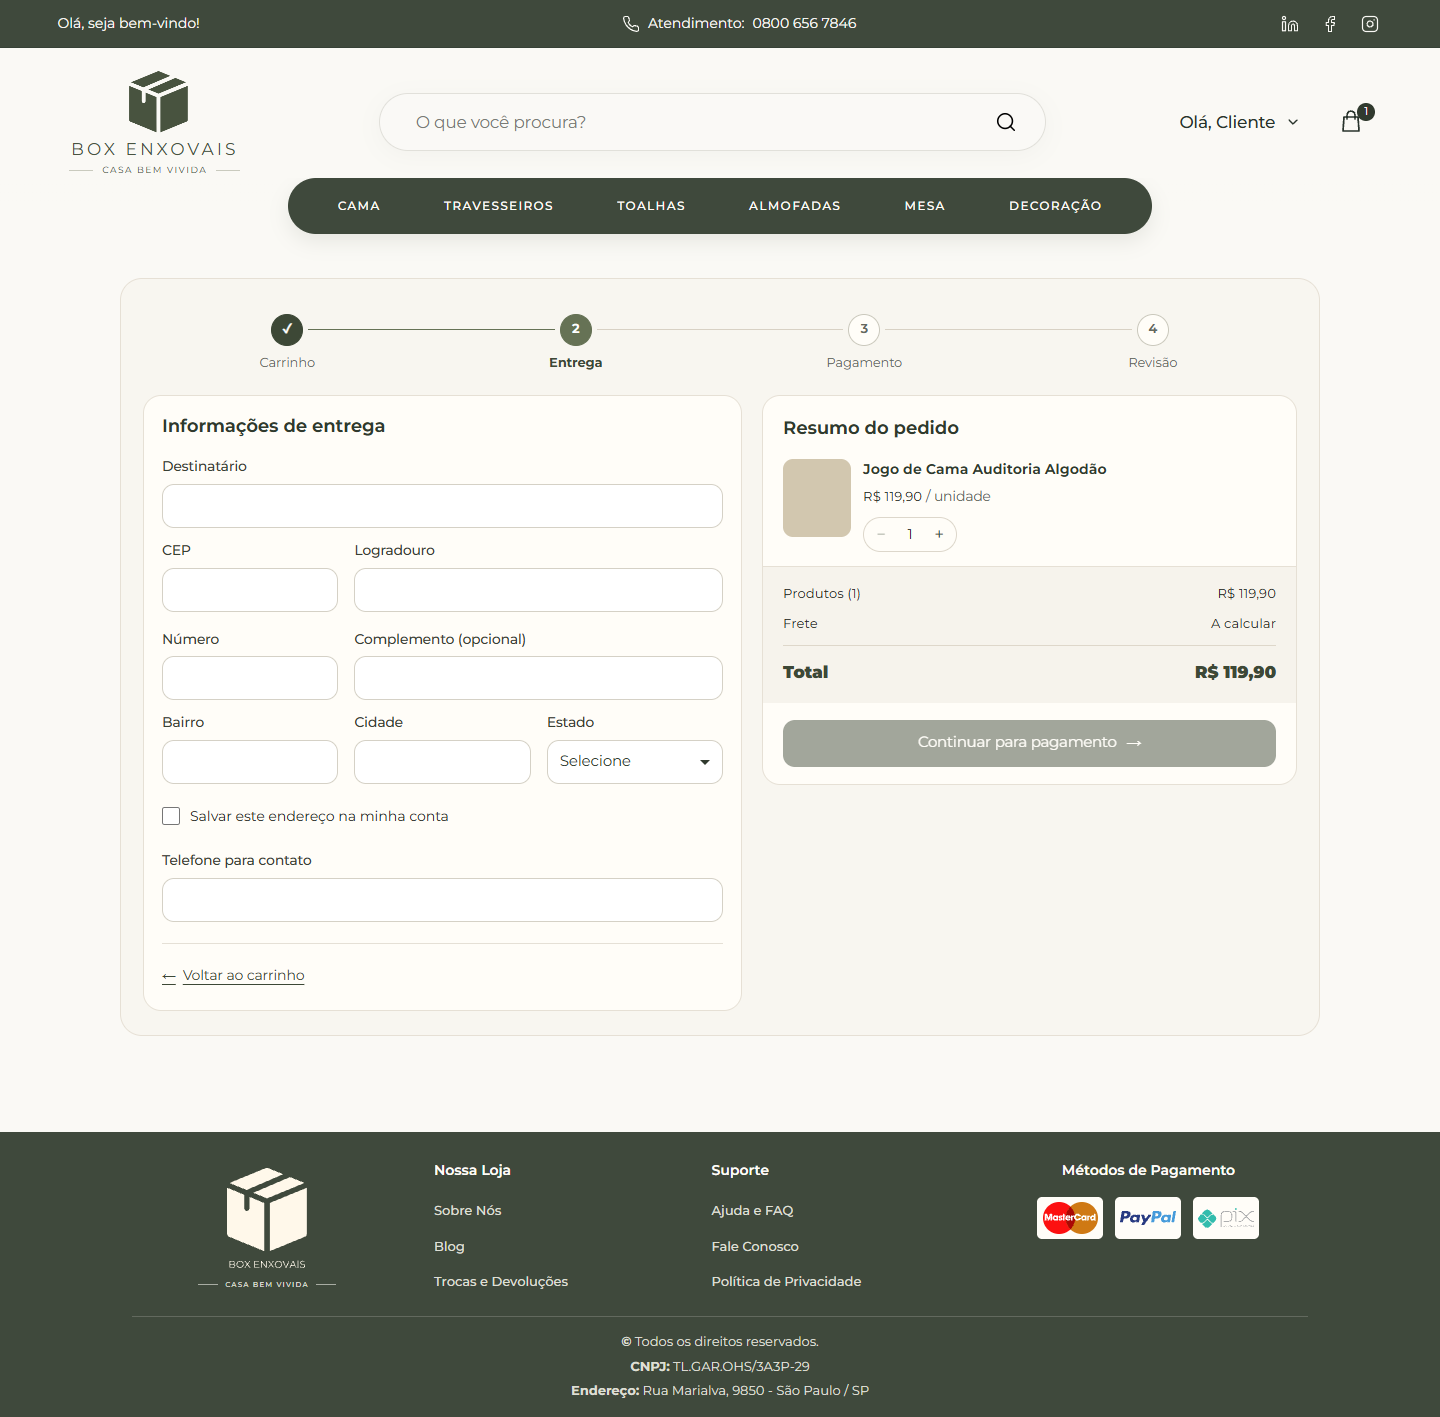 Olá, seja bem-vindo!
Atendimento: 0800 656 7846
BOX ENXOVAIS
CASA BEM VIVIDA
O que você procura?
Olá, Cliente
1
CAMA TRAVESSEIROS TOALHAS ALMOFADAS MESA DECORAÇÃO
2 3 4
Carrinho Entrega Pagamento Revisão
Informações de entrega
Destinatário
CEP Logradouro
Número Complemento (opcional)
Bairro Cidade Estado
Selecione
Salvar este endereço na minha conta
Telefone para contato
← Voltar ao carrinho
Resumo do pedido
Jogo de Cama Auditoria Algodão
R$ 119,90 / unidade
− 1 +
Produtos (1) R$ 119,90
Frete A calcular
Total R$ 119,90
Continuar para pagamento →
BOX ENXOVAIS
CASA BEM VIVIDA
Nossa Loja
Sobre Nós
Blog
Trocas e Devoluções
Suporte
Ajuda e FAQ
Fale Conosco
Política de Privacidade
Métodos de Pagamento
MasterCard PayPal pix
© Todos os direitos reservados.
CNPJ: TL.GAR.OHS/3A3P-29
Endereço: Rua Marialva, 9850 - São Paulo / SP